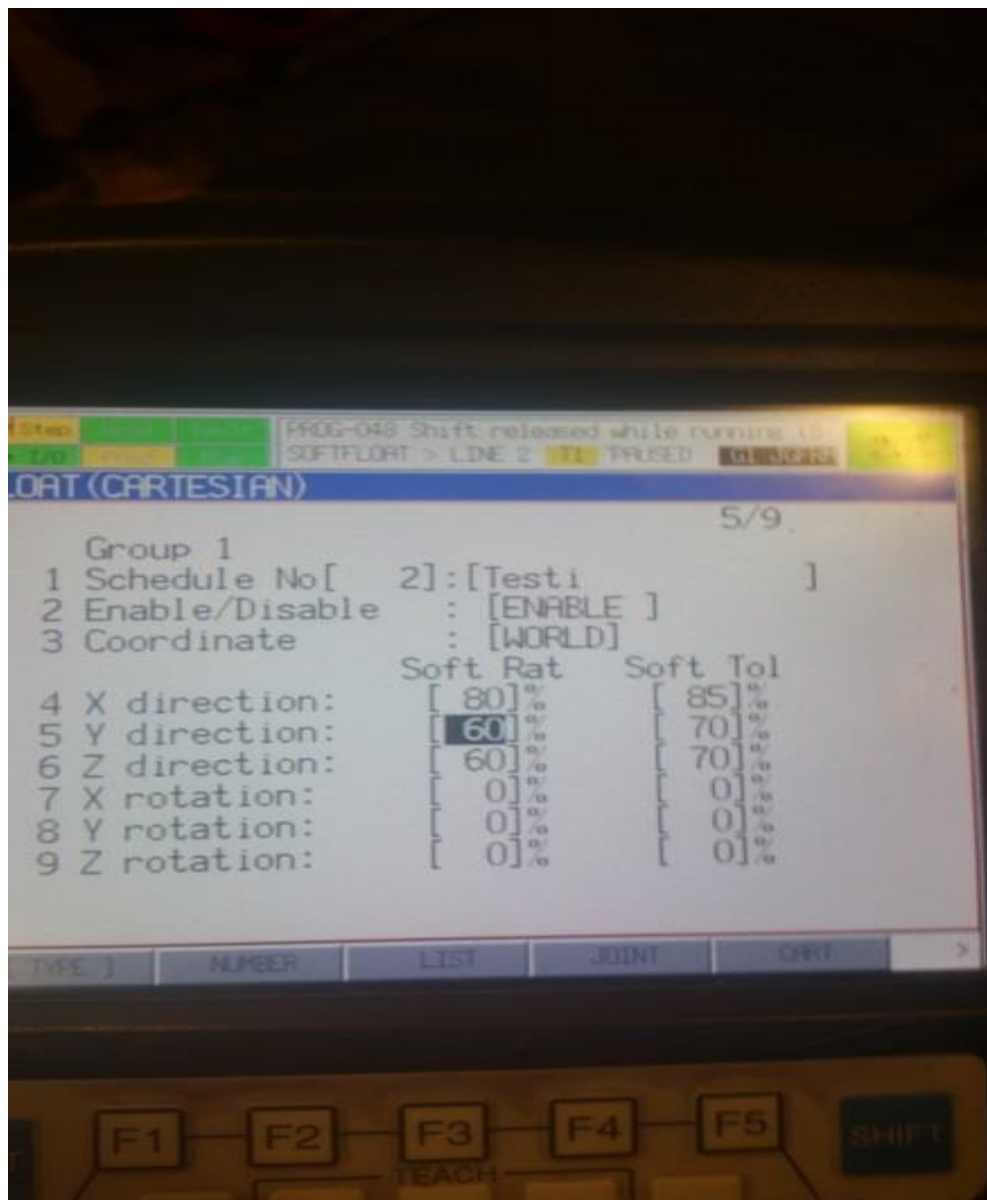 Step
PROG-048 Shift released while running (S
I/O
SOFTFLOAT > LINE 2 T1 PAUSED
LOAT(CARTESIAN)
5/9
Group 1
1 Schedule No[ 2]:[Testi ]
2 Enable/Disable : [ENABLE ]
3 Coordinate : [WORLD]
Soft Rat Soft Tol
4 X direction: [ 80]% [ 85]%
5 Y direction: [ 60]% [ 70]%
6 Z direction: [ 60]% [ 70]%
7 X rotation: [ 0]% [ 0]%
8 Y rotation: [ 0]% [ 0]%
9 Z rotation: [ 0]% [ 0]%
TYPE ] NUMBER LIST JOINT CART >
F1 F2 F3 F4 F5 SHIFT
TEACH